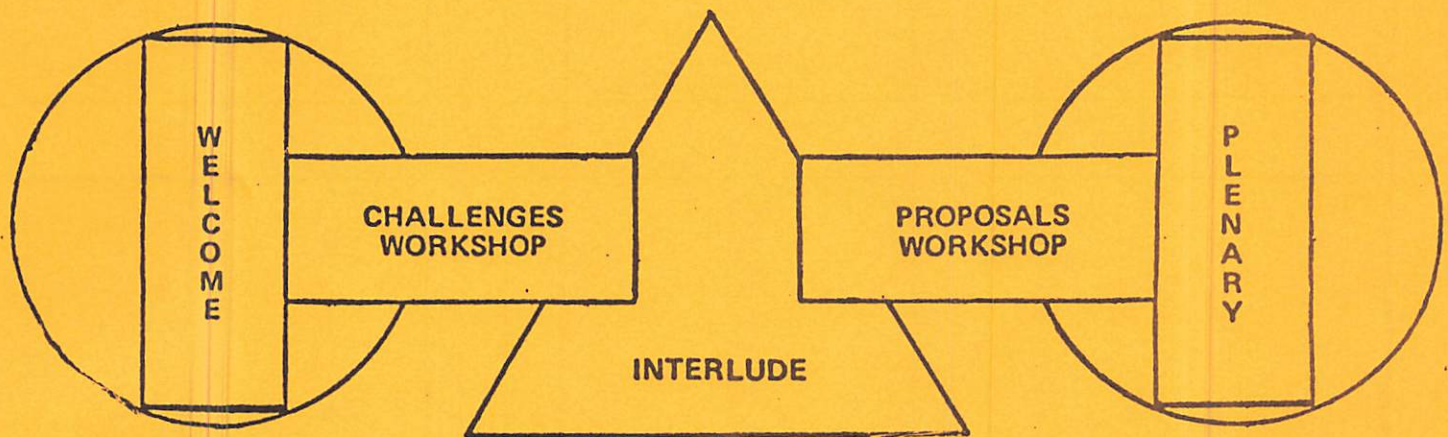 WELCOME
CHALLENGES
WORKSHOP
INTERLUDE
PROPOSALS
WORKSHOP
PLENARY